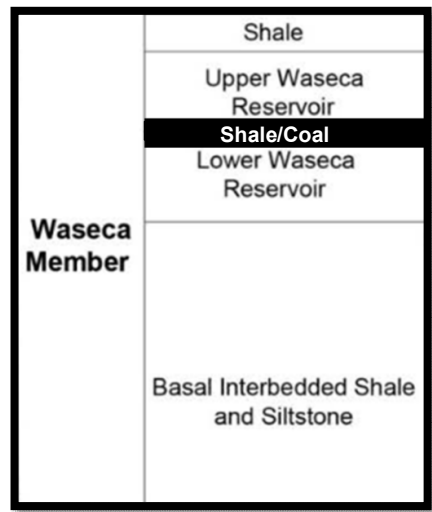 Shale
Upper Waseca
Reservoir
Shale/Coal
Lower Waseca
Reservoir
Waseca
Member
Basal Interbedded Shale
and Siltstone